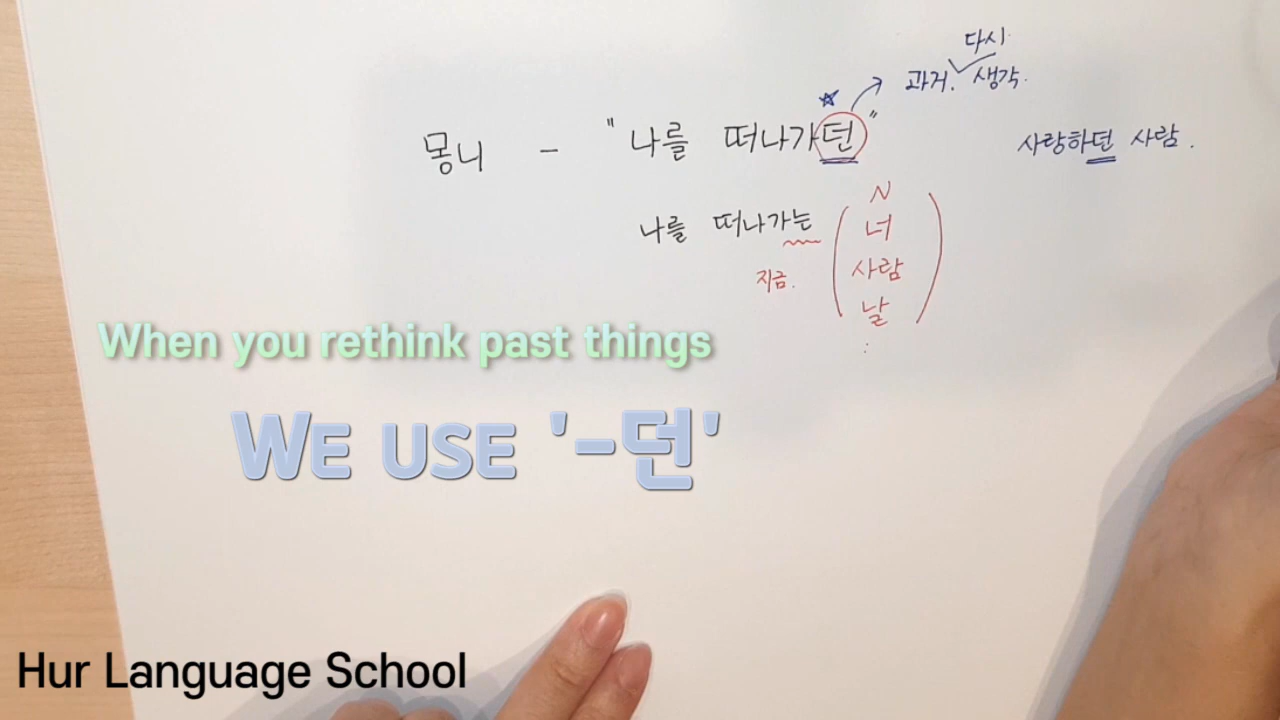 다시
과거. 생각.
몽니 - "나를 떠나가던"
사랑하던 사람.
N
나를 떠나가는
너
사람
지금.
날
:
When you rethink past things
WE USE '-던'
Hur Language School